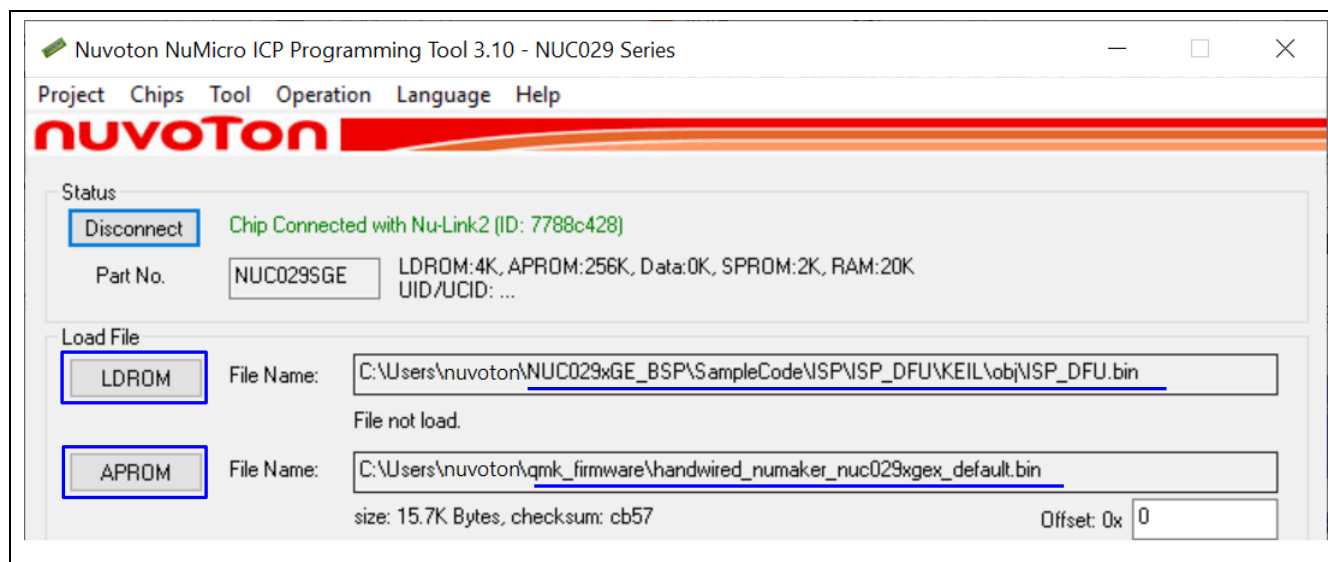 Nuvoton NuMicro ICP Programming Tool 3.10 - NUC029 Series
Project Chips Tool Operation Language Help
nuvoTon
Status
Disconnect Chip Connected with Nu-Link2 (ID: 7788c428)
Part No. NUC029SGE LDROM:4K, APROM:256K, Data:0K, SPROM:2K, RAM:20K
UID/UCID: ...
Load File
LDROM File Name: C:\Users\nuvoton\NUC029xGE_BSP\SampleCode\ISP\ISP_DFU\KEIL\obj\ISP_DFU.bin
File not load.
APROM File Name: C:\Users\nuvoton\qmk_firmware\handwired_numaker_nuc029xgex_default.bin
size: 15.7K Bytes, checksum: cb57 Offset: 0x 0